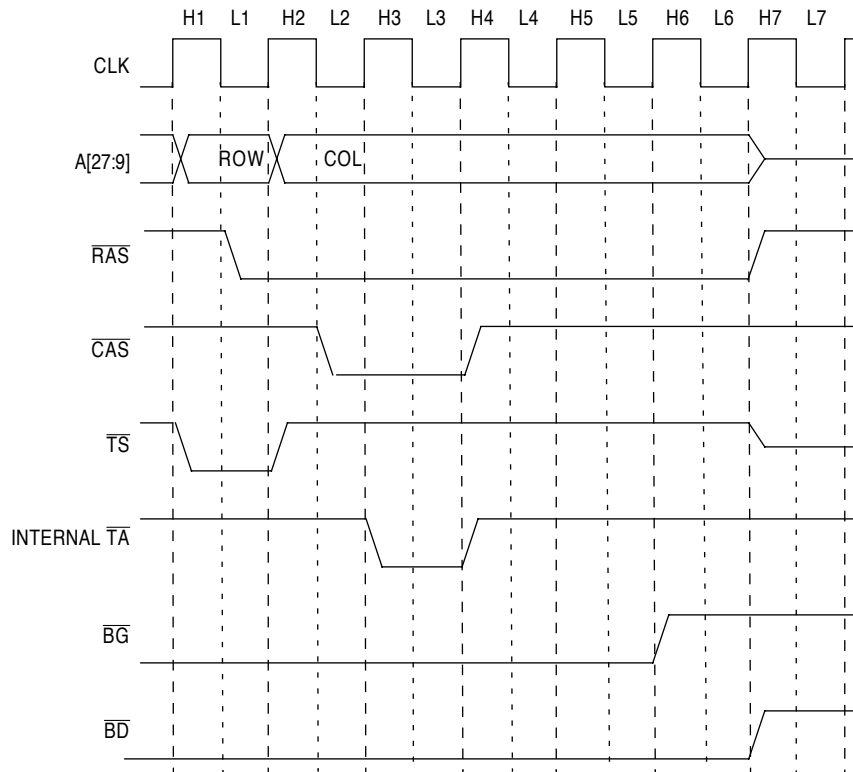 H1 L1 H2 L2 H3 L3 H4 L4 H5 L5 H6 L6 H7 L7
CLK
A[27:9] ROW COL
RAS
CAS
TS
INTERNAL TA
BG
BD